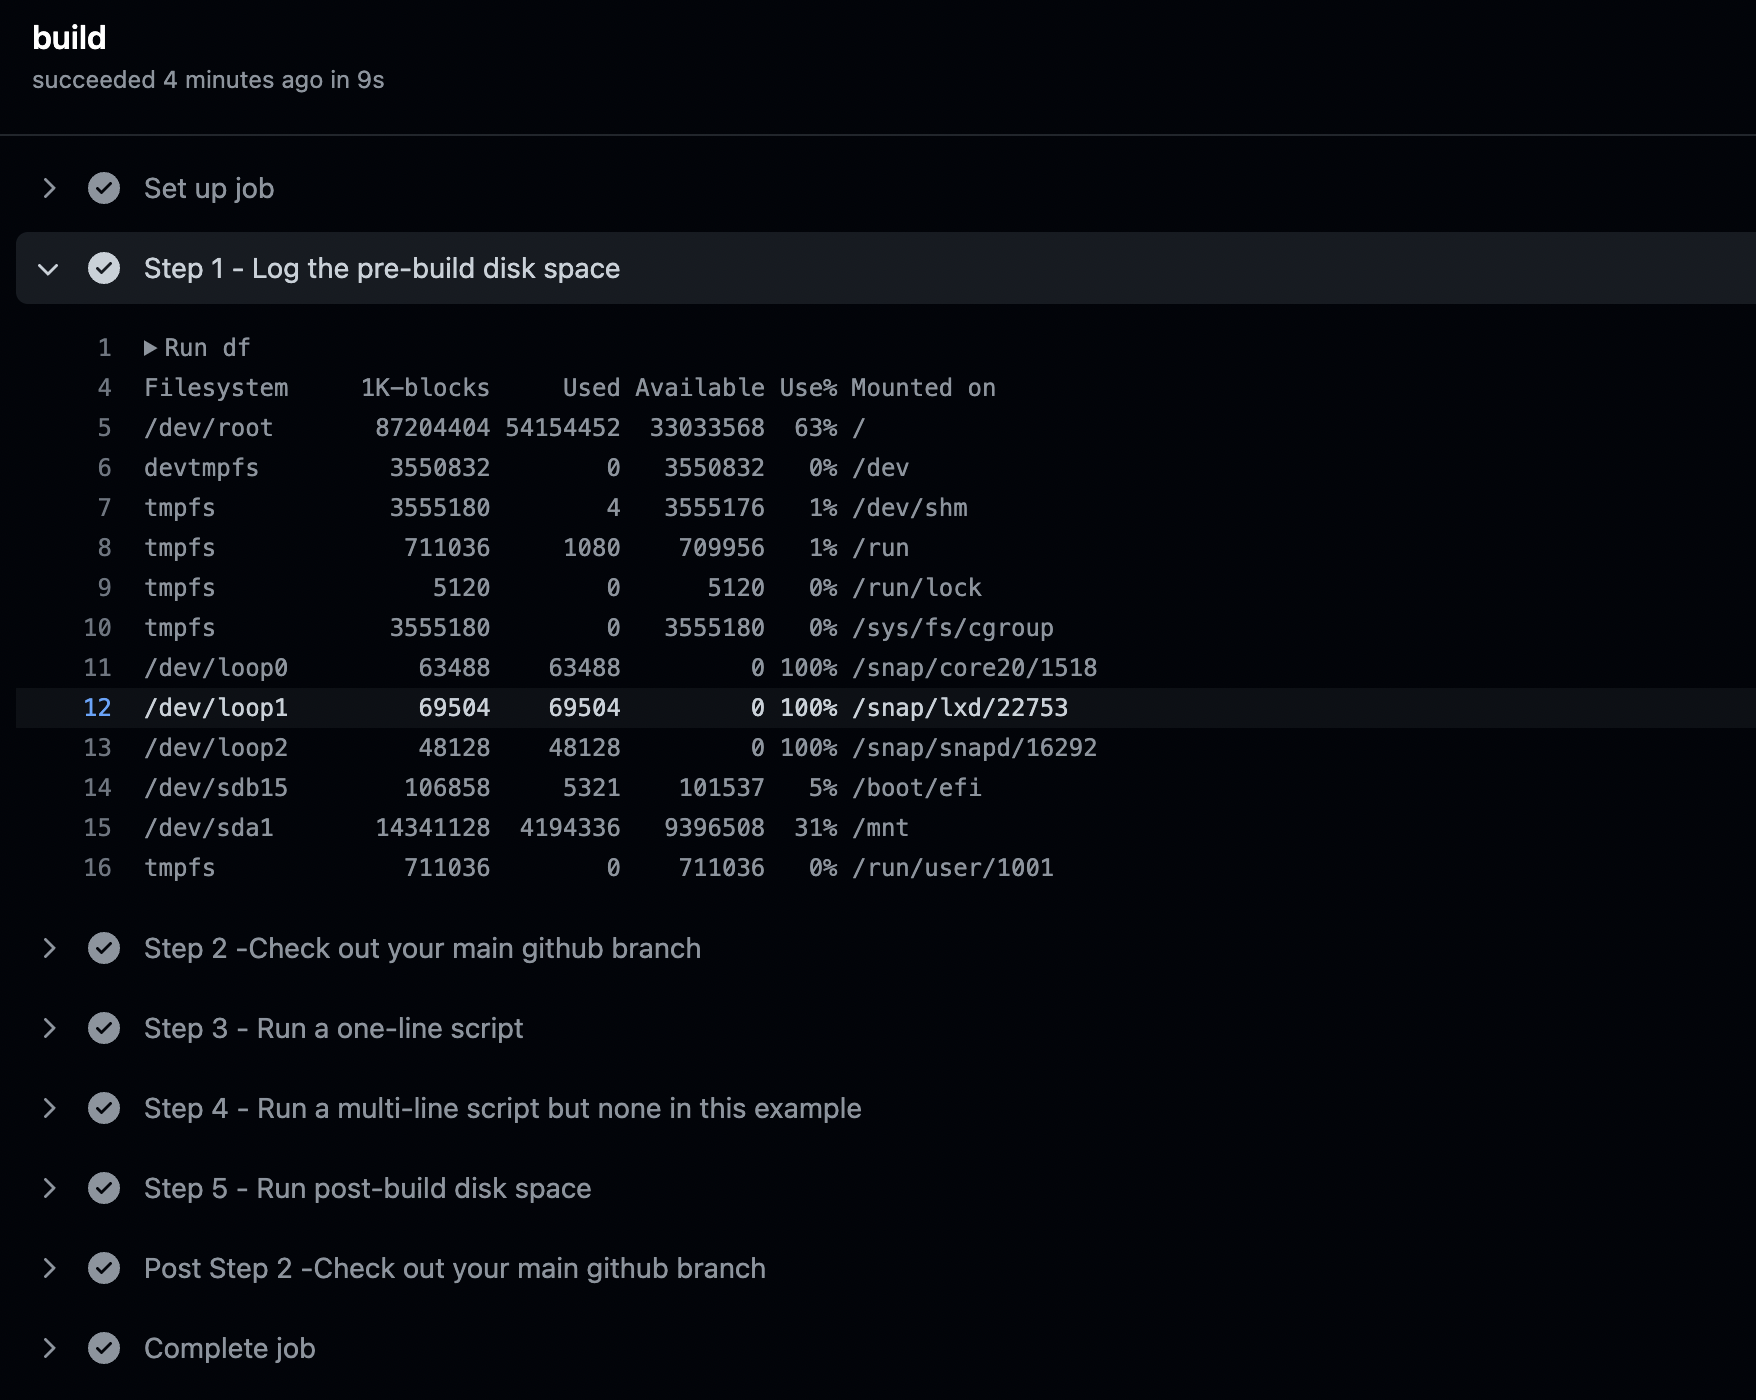 build
succeeded 4 minutes ago in 9s
Set up job
Step 1 - Log the pre-build disk space
1 Run df
4 Filesystem 1K-blocks Used Available Use% Mounted on
5 /dev/root 87204404 54154452 33033568 63% /
6 devtmpfs 3550832 0 3550832 0% /dev
7 tmpfs 3555180 4 3555176 1% /dev/shm
8 tmpfs 711036 1080 709956 1% /run
9 tmpfs 5120 0 5120 0% /run/lock
10 tmpfs 3555180 0 3555180 0% /sys/fs/cgroup
11 /dev/loop0 63488 63488 0 100% /snap/core20/1518
12 /dev/loop1 69504 69504 0 100% /snap/lxd/22753
13 /dev/loop2 48128 48128 0 100% /snap/snapd/16292
14 /dev/sdb15 106858 5321 101537 5% /boot/efi
15 /dev/sda1 14341128 4194336 9396508 31% /mnt
16 tmpfs 711036 0 711036 0% /run/user/1001
Step 2 -Check out your main github branch
Step 3 - Run a one-line script
Step 4 - Run a multi-line script but none in this example
Step 5 - Run post-build disk space
Post Step 2 -Check out your main github branch
Complete job